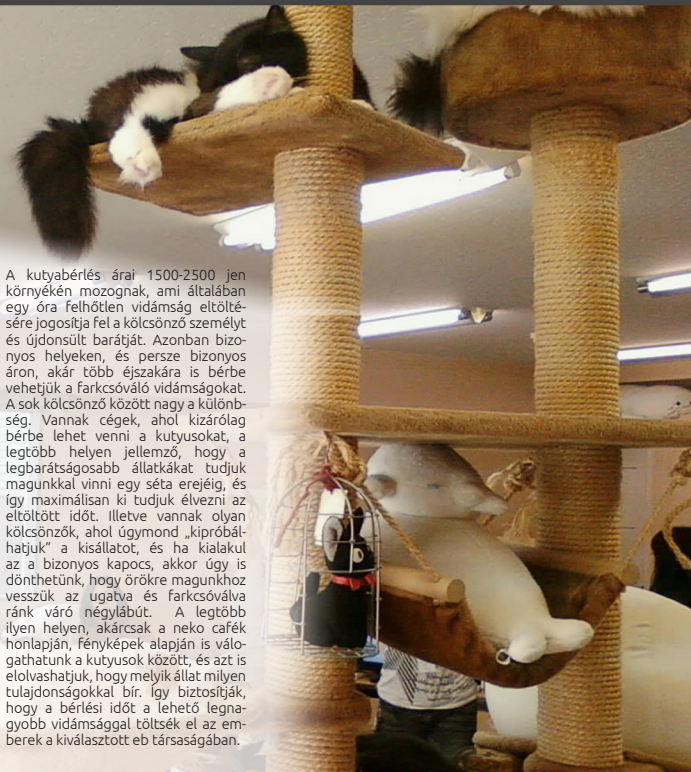 A kutyabérlés árai 1500-2500 jen
környékén mozognak, ami általában
egy óra felhőtlen vidámság eltölté-
sére jogosítja fel a kölcsönző személyt
és újdonsült barátját. Azonban bizo-
nyos helyeken, és persze bizonyos
áron, akár több éjszakára is bérbe
vehetjük a farkcsóváló vidámságokat.
A sok kölcsönző között nagy a különb-
ség. Vannak cégek, ahol kizárólag
bérbe lehet venni a kutyusokat, a
legtöbb helyen jellemző, hogy a
legbarátságosabb állatkákat tudjuk
magunkkal vinni egy séta erejéig, és
így maximálisan ki tudjuk élvezni az
eltöltött időt. Illetve vannak olyan
kölcsönzők, ahol úgymond „kipróbál-
hatjuk” a kisállatot, és ha kialakul
az a bizonyos kapocs, akkor úgy is
dönthetünk, hogy örökre magunkhoz
vesszük az ugatva és farkcsóválva
ránk váró négylábút. A legtöbb
ilyen helyen, akárcsak a neko cafék
honlapján, fényképek alapján is válo-
gathatunk a kutyusok között, és azt is
elolvashatjuk, hogy melyik állat milyen
tulajdonságokkal bír. Így biztosítják,
hogy a bérlési időt a lehető legna-
gyobb vidámsággal töltsék el az em-
berek a kiválasztott eb társaságában.